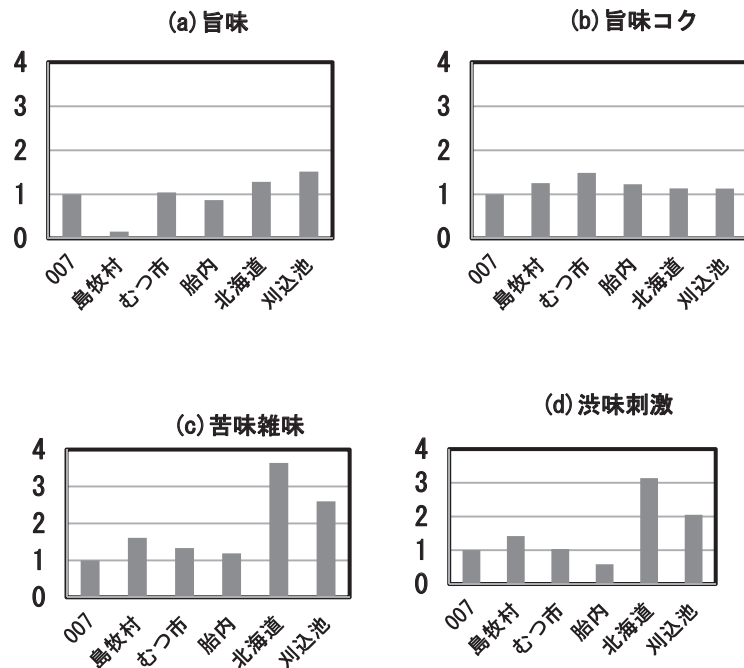 (a)旨味
4
3
2
1
0
007
島牧村
むつ市
胎内
北海道
刈込池
(b)旨味コク
4
3
2
1
0
007
島牧村
むつ市
胎内
北海道
刈込池
(c)苦味雑味
4
3
2
1
0
007
島牧村
むつ市
胎内
北海道
刈込池
(d)渋味刺激
4
3
2
1
0
007
島牧村
むつ市
胎内
北海道
刈込池